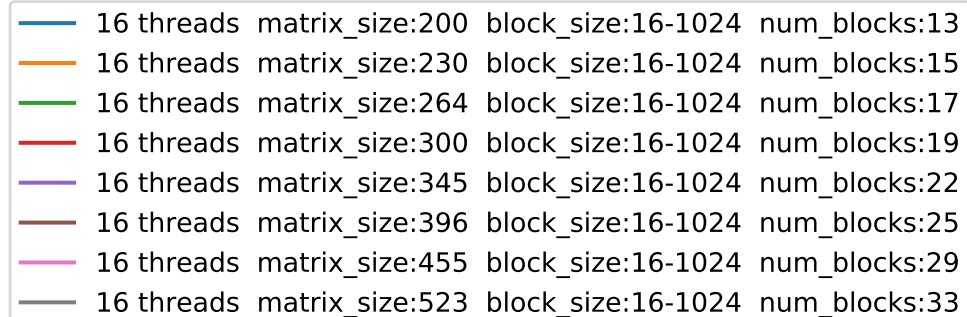 16 threads  matrix_size:200  block_size:16-1024  num_blocks:13
16 threads  matrix_size:230  block_size:16-1024  num_blocks:15
16 threads  matrix_size:264  block_size:16-1024  num_blocks:17
16 threads  matrix_size:300  block_size:16-1024  num_blocks:19
16 threads  matrix_size:345  block_size:16-1024  num_blocks:22
16 threads  matrix_size:396  block_size:16-1024  num_blocks:25
16 threads  matrix_size:455  block_size:16-1024  num_blocks:29
16 threads  matrix_size:523  block_size:16-1024  num_blocks:33